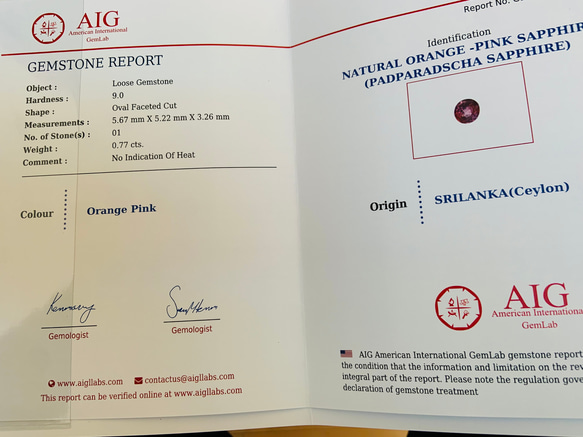 AIG
American International
GemLab
GEMSTONE REPORT
Object : Loose Gemstone
Hardness : 9.0
Shape : Oval Faceted Cut
Measurements : 5.67 mm X 5.22 mm X 3.26 mm
No. of Stone(s) : 01
Weight : 0.77 cts.
Comment : No Indication Of Heat
Colour Orange Pink
Gemologist
Gemologist
www.aigllabs.com contactus@aigllabs.com
This report can be verified online at www.aigllabs.com
Report No.
Identification
NATURAL ORANGE -PINK SAPPHIR
(PADPARADSCHA SAPPHIRE)
Origin SRILANKA(Ceylon)
AIG
American International
GemLab
AIG American International GemLab gemstone report
the condition that the information and limitation on the rev
integral part of the report. Please note the regulation gove
declaration of gemstone treatment